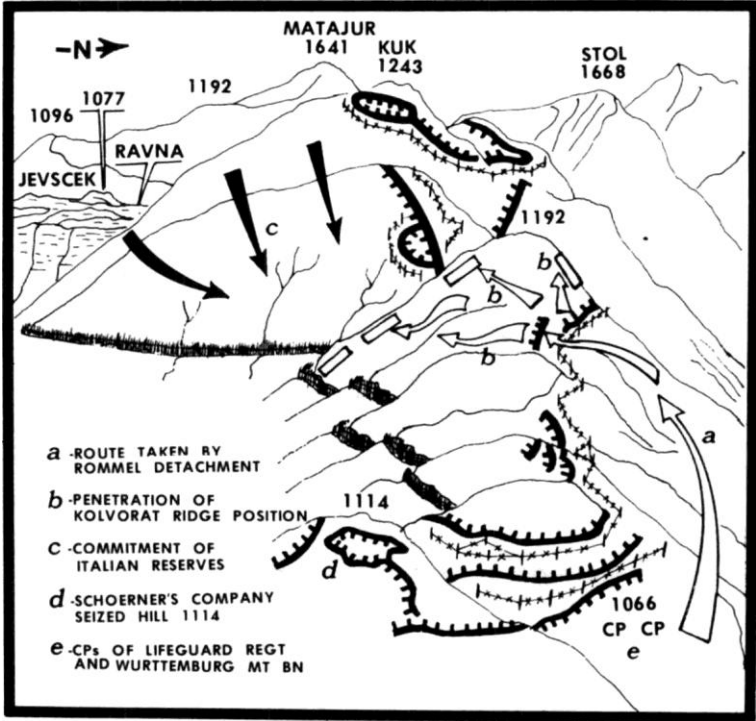 -N
MATAJUR
1641
KUK
1243
STOL
1668
1192
1077
1096
RAVNA
JEVSCEK
c
1192
b
b
b
a
a -ROUTE TAKEN BY
ROMMEL DETACHMENT
b -PENETRATION OF
KOLVORAT RIDGE POSITION
c -COMMITMENT OF
ITALIAN RESERVES
d -SCHOERNER'S COMPANY
SEIZED HILL 1114
e -CPs OF LIFEGUARD REGT
AND WURTTEMBURG MT BN
1114
d
1066
CP CP
e